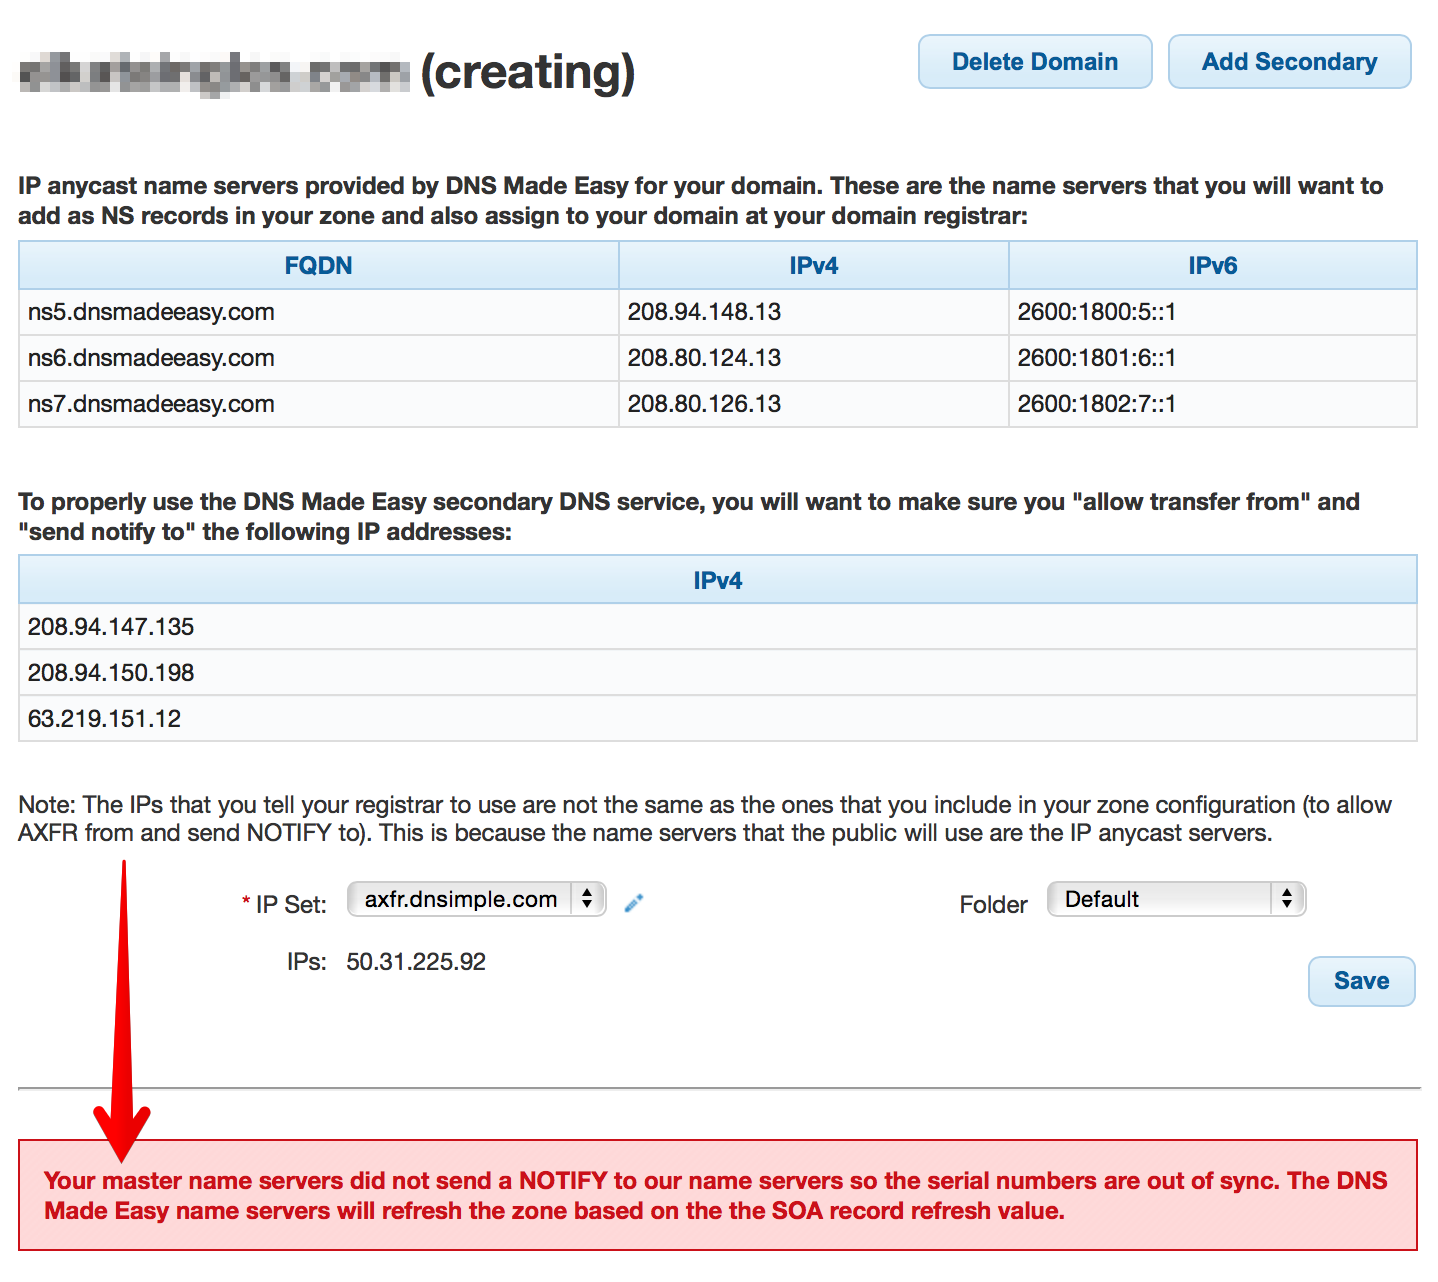 (creating)
Delete Domain
Add Secondary
IP anycast name servers provided by DNS Made Easy for your domain. These are the name servers that you will want to
add as NS records in your zone and also assign to your domain at your domain registrar:
FQDN IPv4 IPv6
ns5.dnsmadeeasy.com 208.94.148.13 2600:1800:5::1
ns6.dnsmadeeasy.com 208.80.124.13 2600:1801:6::1
ns7.dnsmadeeasy.com 208.80.126.13 2600:1802:7::1
To properly use the DNS Made Easy secondary DNS service, you will want to make sure you "allow transfer from" and
"send notify to" the following IP addresses:
IPv4
208.94.147.135
208.94.150.198
63.219.151.12
Note: The IPs that you tell your registrar to use are not the same as the ones that you include in your zone configuration (to allow
AXFR from and send NOTIFY to). This is because the name servers that the public will use are the IP anycast servers.
* IP Set: axfr.dnsimple.com
Folder Default
IPs: 50.31.225.92
Save
Your master name servers did not send a NOTIFY to our name servers so the serial numbers are out of sync. The DNS
Made Easy name servers will refresh the zone based on the the SOA record refresh value.